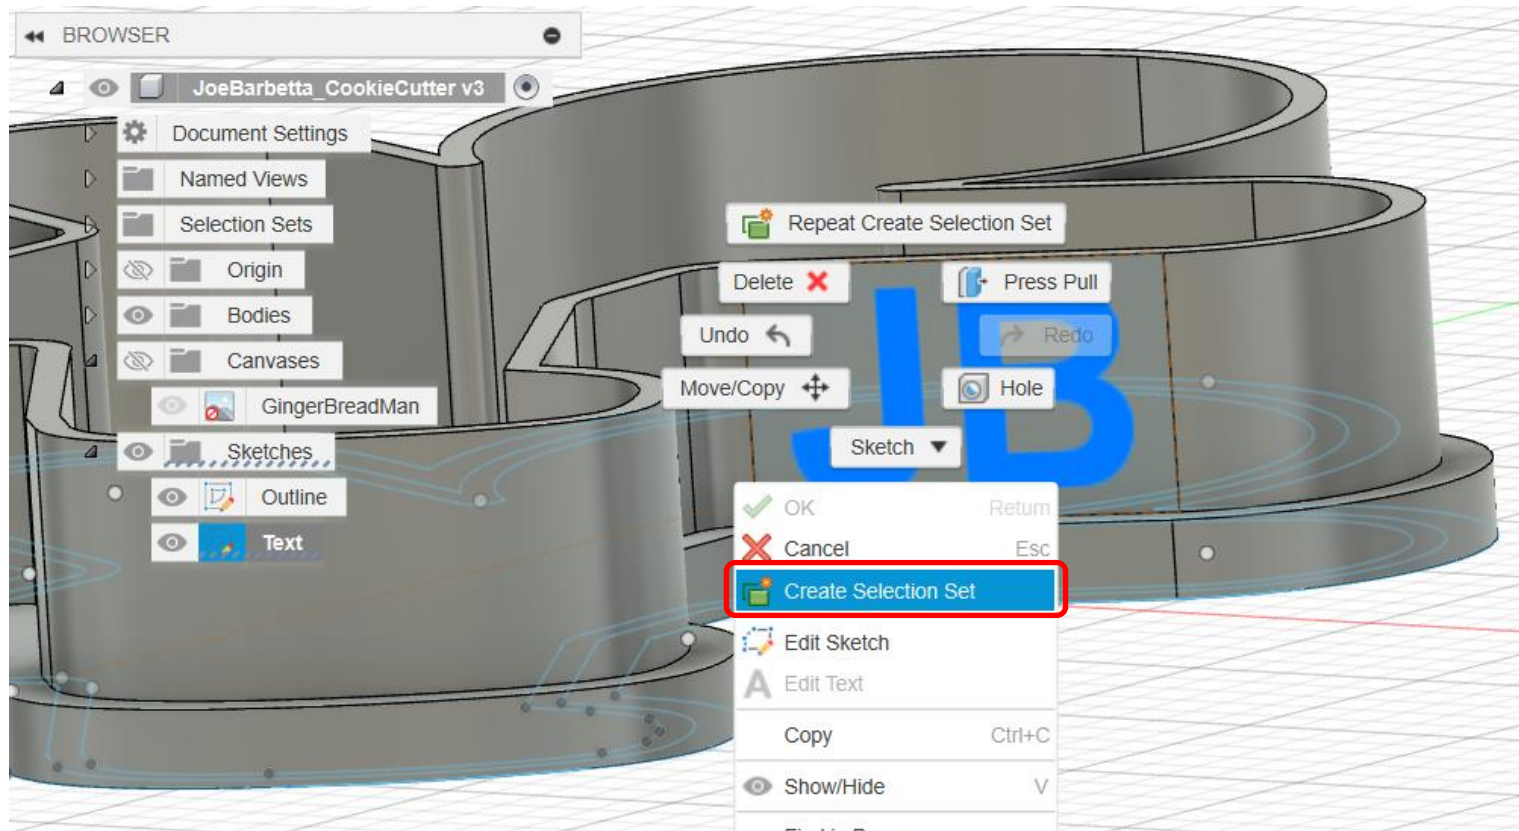 BROWSER
JoeBarbetta_CookieCutter v3
Document Settings
Named Views
Selection Sets
Origin
Bodies
Canvases
GingerBreadMan
Sketches
Outline
Text
Repeat Create Selection Set
Delete
Press Pull
Undo
Redo
Move/Copy
Hole
Sketch
JB
OK Return
Cancel Esc
Create Selection Set
Edit Sketch
A Edit Text
Copy Ctrl+C
Show/Hide V